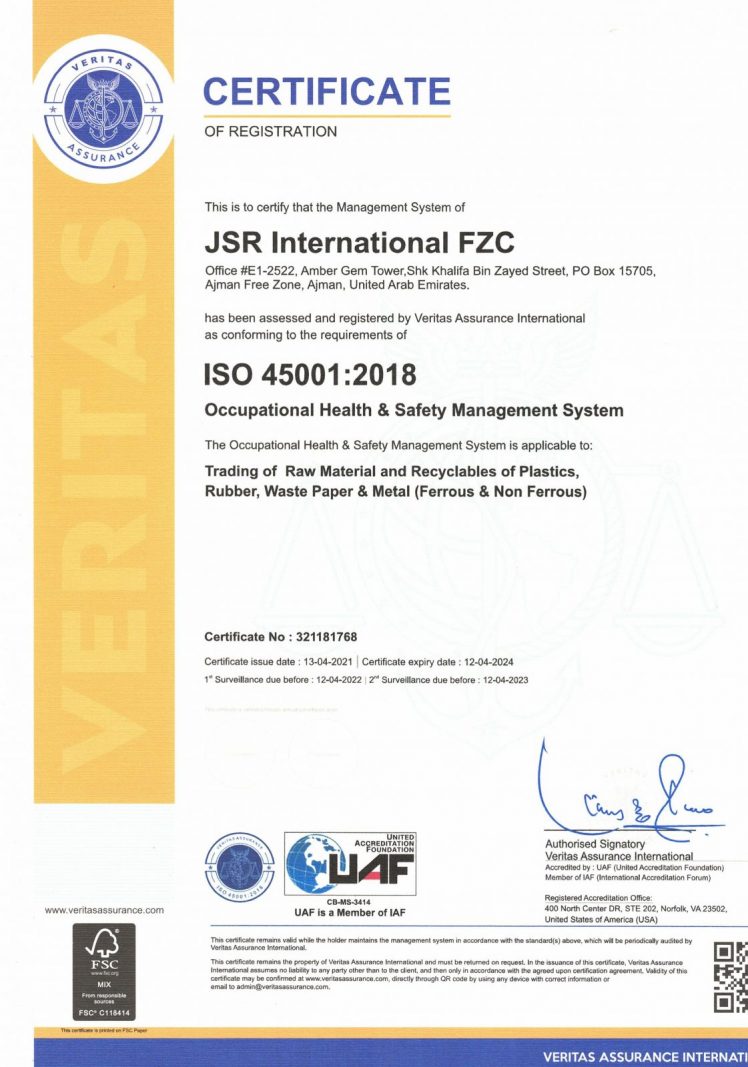 VERITAS
ASSURANCE
CERTIFICATE
OF REGISTRATION
This is to certify that the Management System of
JSR International FZC
Office #E1-2522, Amber Gem Tower,Shk Khalifa Bin Zayed Street, PO Box 15705,
Ajman Free Zone, Ajman, United Arab Emirates.
has been assessed and registered by Veritas Assurance International
as conforming to the requirements of
ISO 45001:2018
Occupational Health & Safety Management System
The Occupational Health & Safety Management System is applicable to:
Trading of Raw Material and Recyclables of Plastics,
Rubber, Waste Paper & Metal (Ferrous & Non Ferrous)
VERITAS
Certificate No : 321181768
Certificate issue date : 13-04-2021 | Certificate expiry date : 12-04-2024
1st Surveillance due before : 12-04-2022 | 2nd Surveillance due before : 12-04-2023
Authorised Signatory
Veritas Assurance International
Accredited by : UAF (United Accreditation Foundation)
Member of IAF (International Accreditation Forum)
Registered Accreditation Office:
400 North Center DR, STE 202, Norfolk, VA 23502,
United States of America (USA)
VERITAS ASSURANCE
ISO 45001:2018
UNITED
ACCREDITATION
FOUNDATION
UAF
CB-MS-3414
UAF is a Member of IAF
www.veritasassurance.com
FSC
www.fsc.org
MIX
From responsible
sources
FSC® C118414
This certificate is printed on FSC Paper
This certificate remains valid while the holder maintains the management system in accordance with the standard(s) above, which will be periodically audited by
Veritas Assurance International.
This certificate remains the property of Veritas Assurance International and must be returned on request. In the issuance of this certificate, Veritas Assurance
International assumes no liability to any party other than to the client, and then only in accordance with the agreed upon certification agreement. Validity of this
certificate may be confirmed at www.veritasassurance.com, directly through QR code by using any device with correct information or
email to admin@veritasassurance.com.
VERITAS ASSURANCE INTERNATI